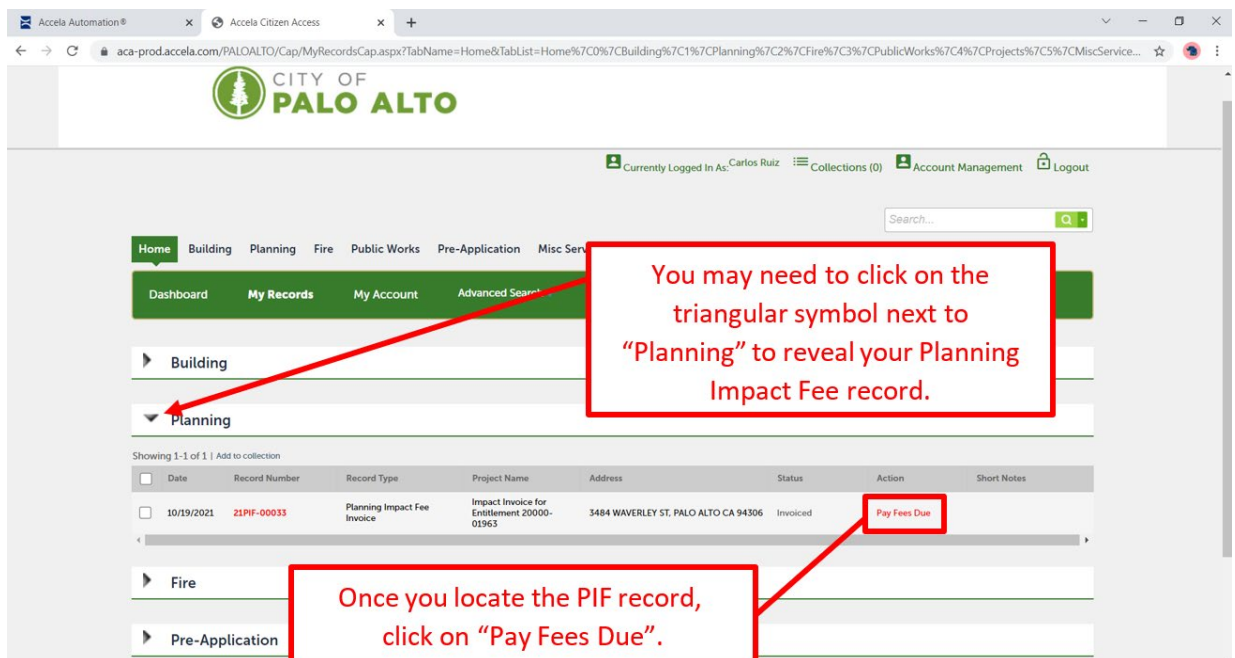 Accela Automation®
Accela Citizen Access
aca-prod.accela.com/PALOALTO/Cap/MyRecordsCap.aspx?TabName=Home&TabList=Home%7C0%7CBuilding%7C1%7CPlanning%7C2%7CFire%7C3%7CPublicWorks%7C4%7CProjects%7C5%7CMiscService...
CITY OF
PALO ALTO
Currently Logged In As: Carlos Ruiz Collections (0) Account Management Logout
Search...
Home Building Planning Fire Public Works Pre-Application Misc Serv
Dashboard My Records My Account Advanced Search
You may need to click on the
triangular symbol next to
“Planning” to reveal your Planning
Impact Fee record.
Building
Planning
Showing 1-1 of 1 | Add to collection
Date Record Number Record Type Project Name Address Status Action Short Notes
10/19/2021 21PIF-00033 Planning Impact Fee Invoice Impact Invoice for Entitlement 20000-01963 3484 WAVERLEY ST, PALO ALTO CA 94306 Invoiced Pay Fees Due
Fire
Once you locate the PIF record,
click on “Pay Fees Due”.
Pre-Application